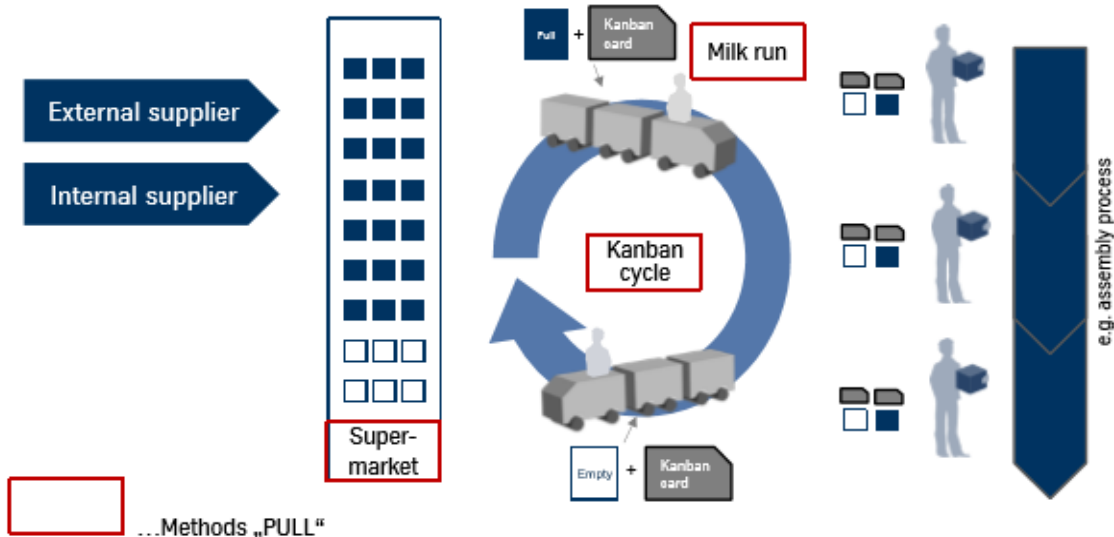 Full + Kanban
card
Milk run
External supplier
Internal supplier
Kanban
cycle
Super-
market
Empty + Kanban
card
e.g. assembly process
...Methods „PULL“